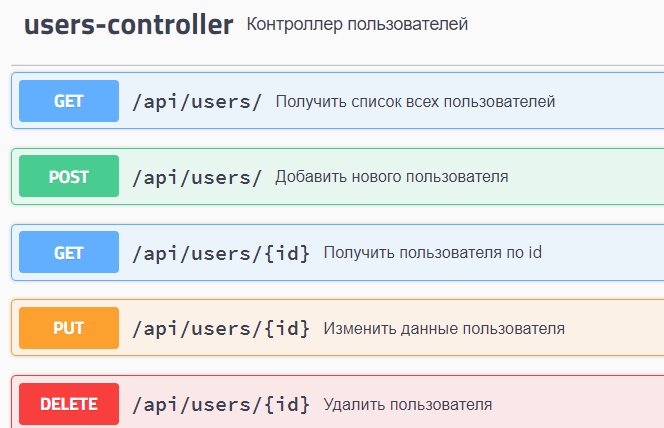 users-controller Контроллер пользователей
GET /api/users/ Получить список всех пользователей
POST /api/users/ Добавить нового пользователя
GET /api/users/{id} Получить пользователя по id
PUT /api/users/{id} Изменить данные пользователя
DELETE /api/users/{id} Удалить пользователя